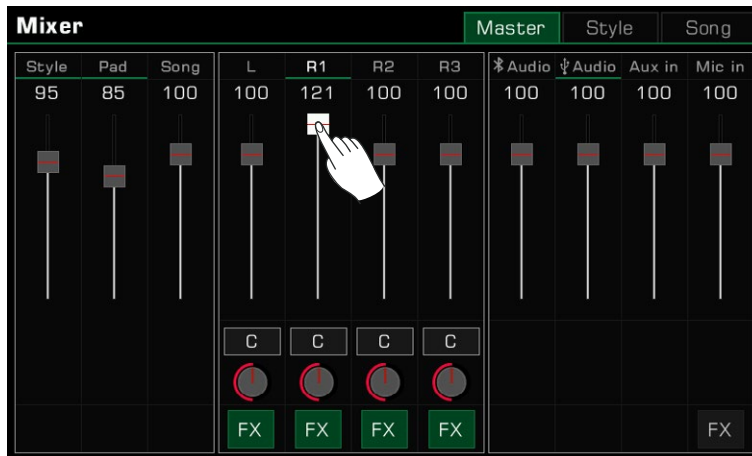 Mixer Master Style Song
Style Pad Song L R1 R2 R3 Audio Audio Aux in Mic in
95 85 100 100 121 100 100 100 100 100 100
C C C C
FX FX FX FX FX